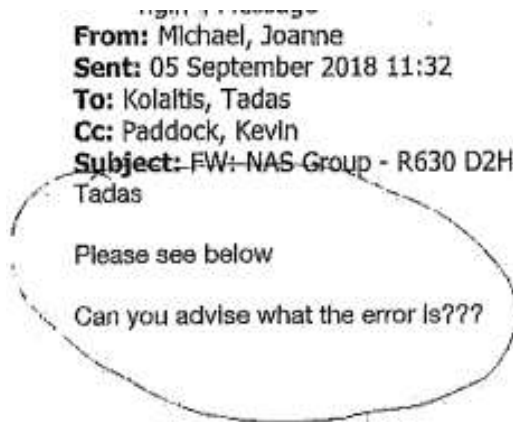 From: Michael, Joanne
Sent: 05 September 2018 11:32
To: Kolaitis, Tadas
Cc: Paddock, Kevin
Subject: FW: NAS Group - R630 D2H
Tadas
Please see below
Can you advise what the error is???